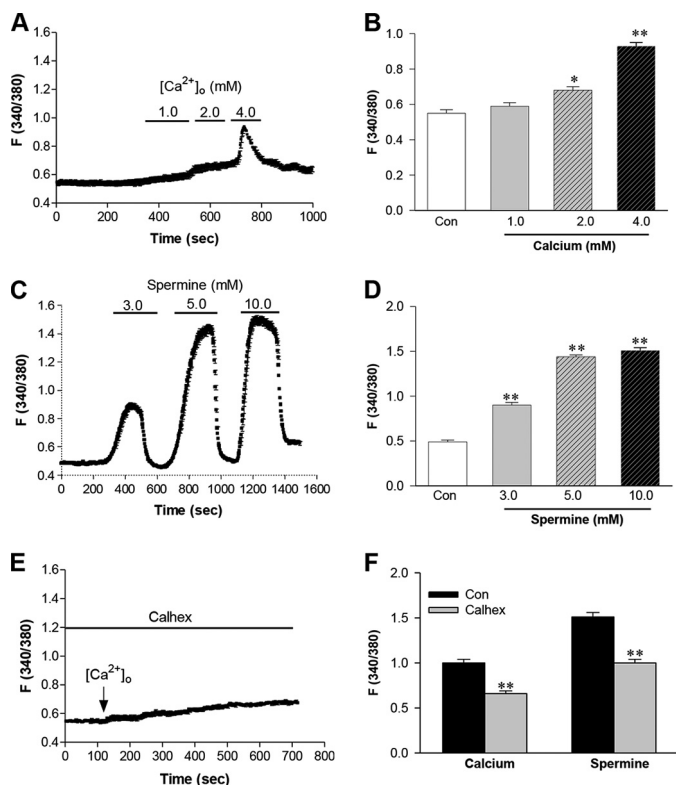 A
1.6
1.4
1.2
1.0
0.8
0.6
0.4
F (340/380)
[Ca2+]o (mM)
1.0 2.0 4.0
0 200 400 600 800 1000
Time (sec)
B
1.0
0.8
0.6
0.4
0.2
0.0
F (340/380)
* **
Con 1.0 2.0 4.0
Calcium (mM)
C
1.6
1.4
1.2
1.0
0.8
0.6
0.4
F (340/380)
Spermine (mM)
3.0 5.0 10.0
0 200 400 600 800 1000 1200 1400 1600
Time (sec)
D
2.0
1.5
1.0
0.5
0.0
F (340/380)
** ** **
Con 3.0 5.0 10.0
Spermine (mM)
E
1.6
1.4
1.2
1.0
0.8
0.6
0.4
F (340/380)
Calhex
[Ca2+]o
0 100 200 300 400 500 600 700 800
Time (sec)
F
2.0
1.5
1.0
0.5
0.0
F (340/380)
Con
Calhex
** **
Calcium Spermine